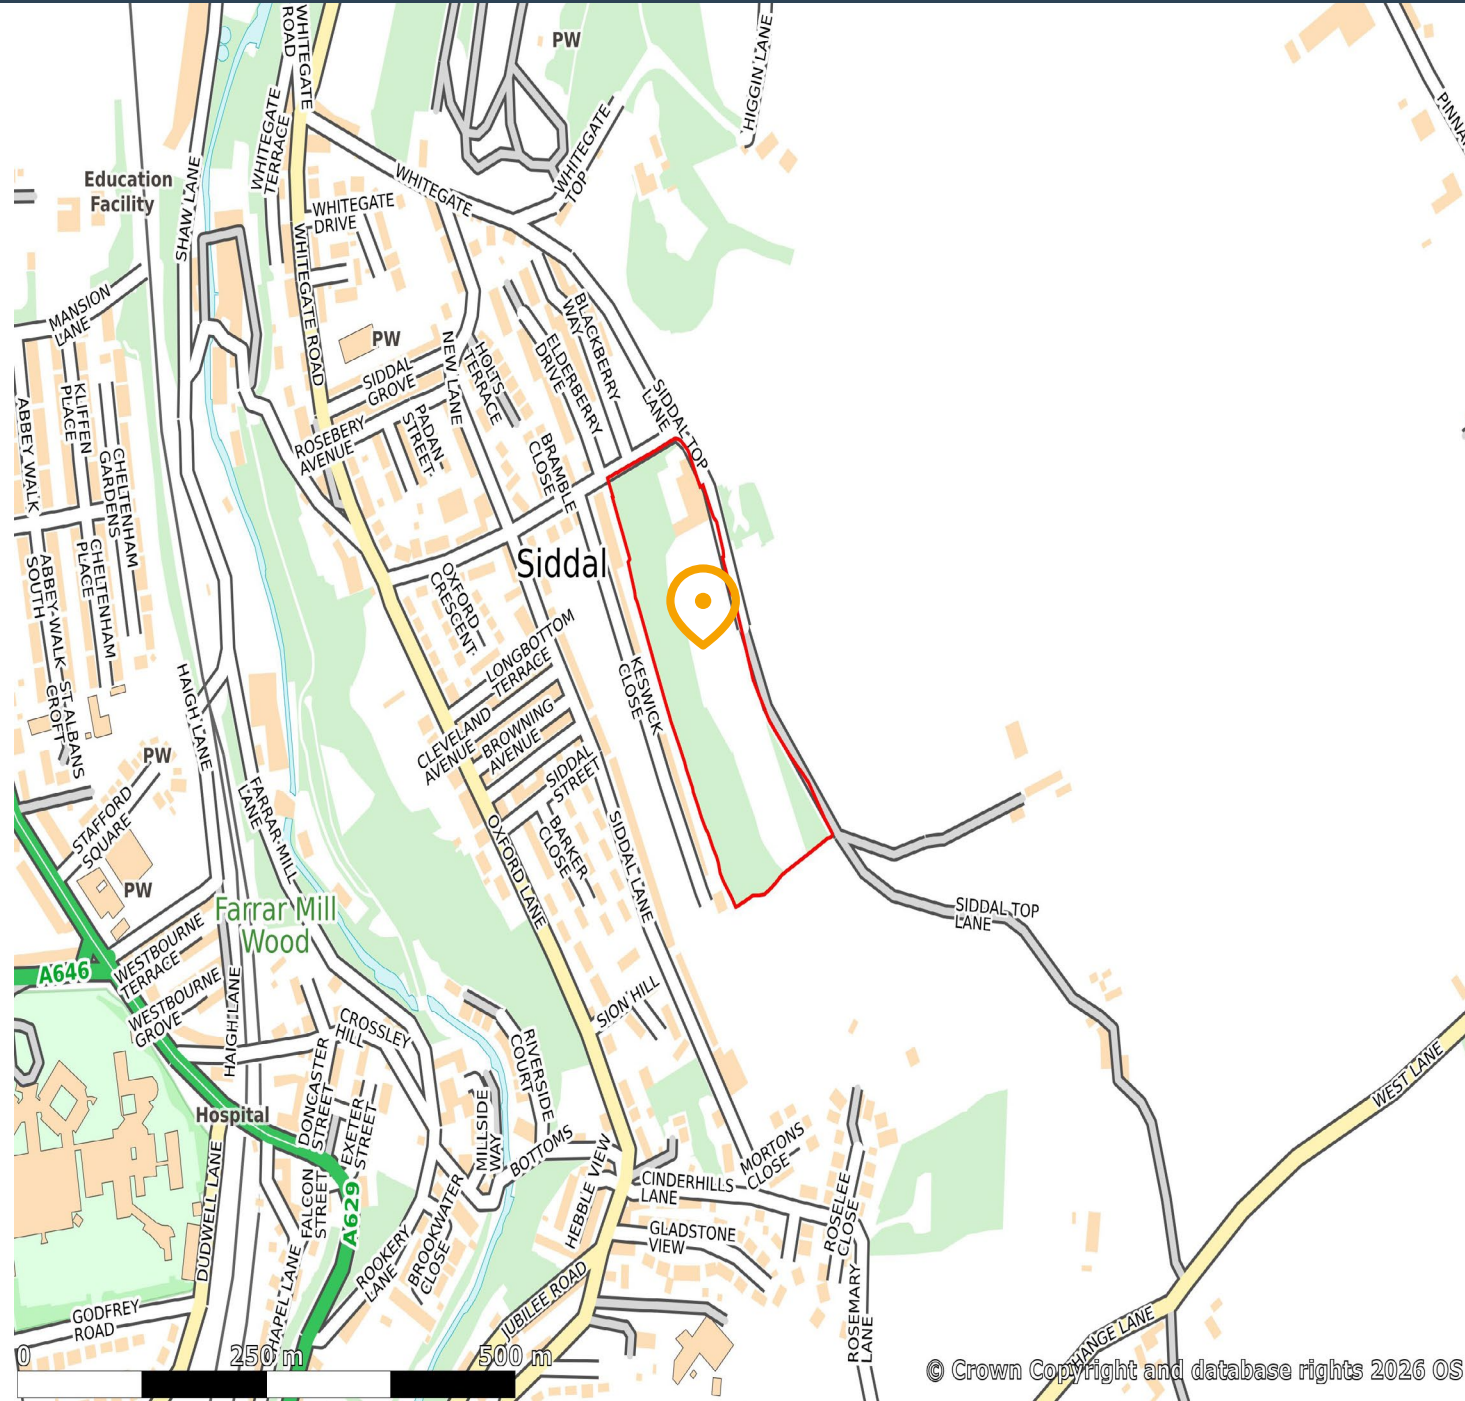 WHITEGATE
ROAD
WHITEGATE
PW
HIGGIN LANE
PINNA
WHITEGATE
TERRACE
WHITEGATE
TOP
Education
Facility
SHAW LANE
WHITEGATE
WHITEGATE
DRIVE
WHITEGATE ROAD
MANSION
LANE
BLACKBERRY
WAY
PW
NEW LANE
HOLTS
TERRACE
ELDERBERRY
DRIVE
SIDDAL
GROVE
SIDDAL TOP
LANE
KLIFFEN
PLACE
ABBEY WALK
PADAN
STREET
ROSEBERY
AVENUE
BRAMBLE
CLOSE
CHELTENHAM
GARDENS
CHELTENHAM
PLACE
ABBEY WALK
SOUTH
Siddal
OXFORD
CRESCENT
LONGBOTTOM
TERRACE
KESWICK
CLOSE
HAIGH LANE
ST ALBANS
CROFT
CLEVELAND
AVENUE
BROWNING
AVENUE
SIDDAL
STREET
PW
STAFFORD
SQUARE
FARRAR MILL
LANE
BARKER
CLOSE
SIDDAL LANE
OXFORD LANE
PW
Farrar Mill
Wood
SIDDAL TOP
LANE
WESTBOURNE
TERRACE
A646
WESTBOURNE
GROVE
HAIGH LANE
SION HILL
CROSSLEY
HILL
RIVERSIDE
COURT
WEST LANE
DONCASTER
STREET
EXETER
STREET
Hospital
MILLSIDE
WAY
BOTTOMS
MORTONS
CLOSE
HEBBLE VIEW
CINDERHILLS
LANE
DUDWELL LANE
FALCON
STREET
A629
BROOKWATER
CLOSE
ROOKERY
LANE
GLADSTONE
VIEW
ROSELEE
CLOSE
CHAPEL LANE
JUBILEE ROAD
GODFREY
ROAD
ROSEMARY
LANE
HANGE LANE
0 250 m 500 m
© Crown Copyright and database rights 2026 OS